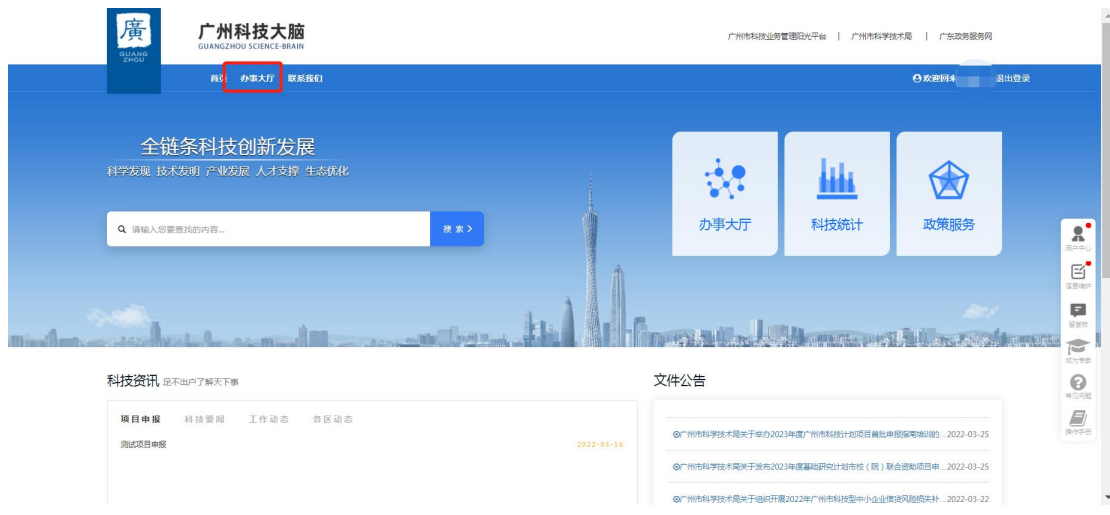 廣
GUANG
ZHOU
广州科技大脑
GUANGZHOU SCIENCE-BRAIN
广州市科技业务管理阳光平台 | 广州市科学技术局 | 广东政务服务网
首页 办事大厅 联系我们
欢迎回来 退出登录
全链条科技创新发展
科学发现 技术发明 产业发展 人才支撑 生态优化
请输入您要查找的内容...
搜索
办事大厅
科技统计
政策服务
用户中心
信息维护
留言板
成为专家
常见问题
操作手册
科技资讯 足不出户了解天下事
项目申报 科技要闻 工作动态 各区动态
测试项目申报 2022-03-16
文件公告
广州市科学技术局关于举办2023年度广州市科技计划项目首批申报指南培训的... 2022-03-25
广州市科学技术局关于发布2023年度基础研究计划市校（院）联合资助项目申... 2022-03-25
广州市科学技术局关于组织开展2022年广州市科技型中小企业信贷风险损失补... 2022-03-22